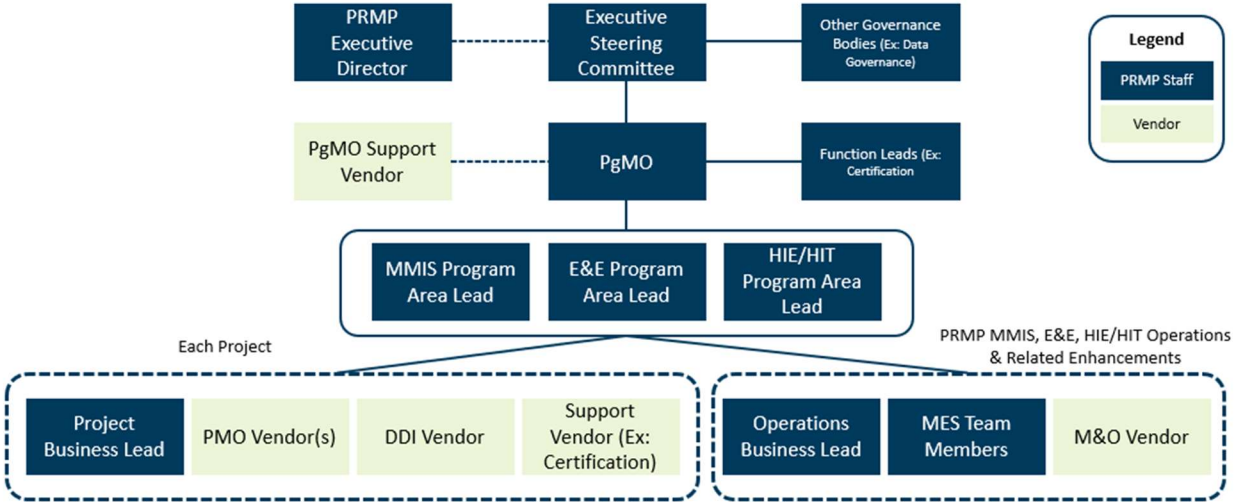 PRMP
Executive
Director
Executive
Steering
Committee
Other Governance
Bodies (Ex: Data
Governance)
Legend
PRMP Staff
Vendor
PgMO Support
Vendor
PgMO
Function Leads (Ex:
Certification
MMIS Program
Area Lead
E&E Program
Area Lead
HIE/HIT
Program Area
Lead
Each Project
PRMP MMIS, E&E, HIE/HIT Operations
& Related Enhancements
Project
Business Lead
PMO Vendor(s)
DDI Vendor
Support
Vendor (Ex:
Certification)
Operations
Business Lead
MES Team
Members
M&O Vendor